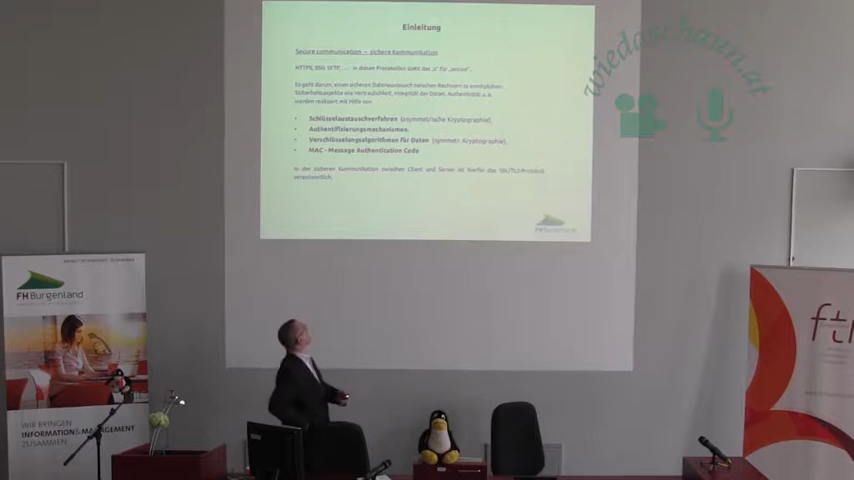 Einleitung
wiedaschaun.at
Secure communication – sichere Kommunikation
HTTPS, SSH, SFTP, ... in diesen Protokollen steht das „s“ für „secure“.
Es geht darum, einen sicheren Datenaustausch zwischen Rechnern zu ermöglichen.
Sicherheitsaspekte wie Vertraulichkeit, Integrität der Daten, Authentizität u. a.
werden realisiert mit Hilfe von
• Schlüsselaustauschverfahren (asymmetrische Kryptographie),
• Authentifizierungsmechanismen,
• Verschlüsselungsalgorithmen für Daten (symmetr. Kryptographie),
• MAC - Message Authentication Code
In der sicheren Kommunikation zwischen Client und Server ist hierfür das SSL/TLS-Protokoll
verantwortlich.
FH Burgenland
FH Burgenland
WIR BRINGEN
INFORMATION & MANAGEMENT
ZUSAMMEN